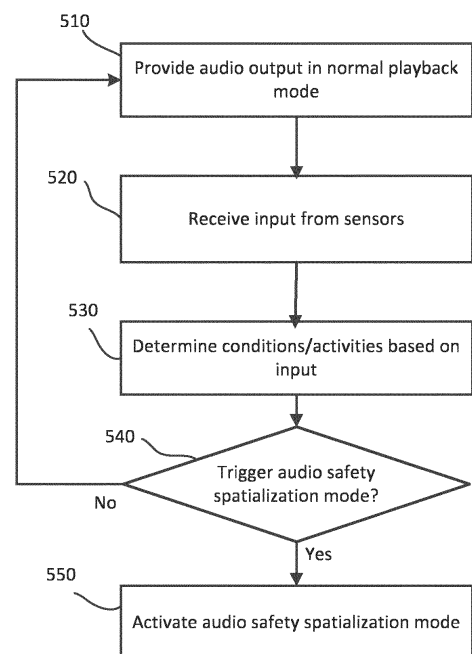 510
Provide audio output in normal playback
mode
520
Receive input from sensors
530
Determine conditions/activities based on
input
540
Trigger audio safety
spatialization mode?
No
Yes
550
Activate audio safety spatialization mode